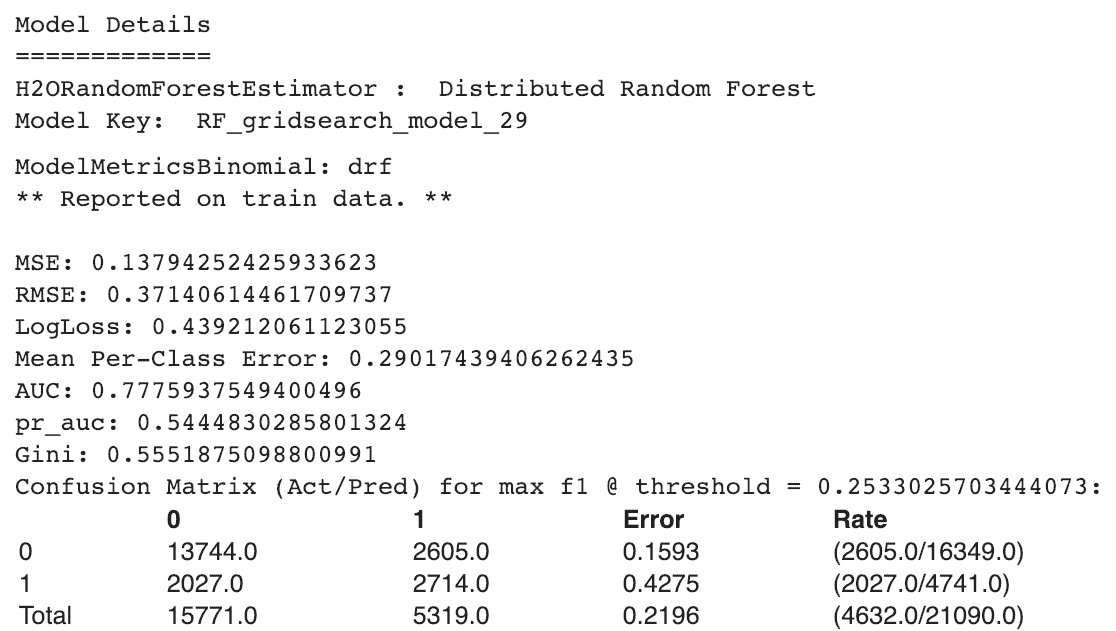 Model Details
=============
H2ORandomForestEstimator :  Distributed Random Forest
Model Key:  RF_gridsearch_model_29
ModelMetricsBinomial: drf
** Reported on train data. **
MSE: 0.13794252425933623
RMSE: 0.37140614461709737
LogLoss: 0.439212061123055
Mean Per-Class Error: 0.29017439406262435
AUC: 0.7775937549400496
pr_auc: 0.5444830285801324
Gini: 0.5551875098800991
Confusion Matrix (Act/Pred) for max f1 @ threshold = 0.2533025703444073:
0 1 Error Rate
0 13744.0 2605.0 0.1593 (2605.0/16349.0)
1 2027.0 2714.0 0.4275 (2027.0/4741.0)
Total 15771.0 5319.0 0.2196 (4632.0/21090.0)